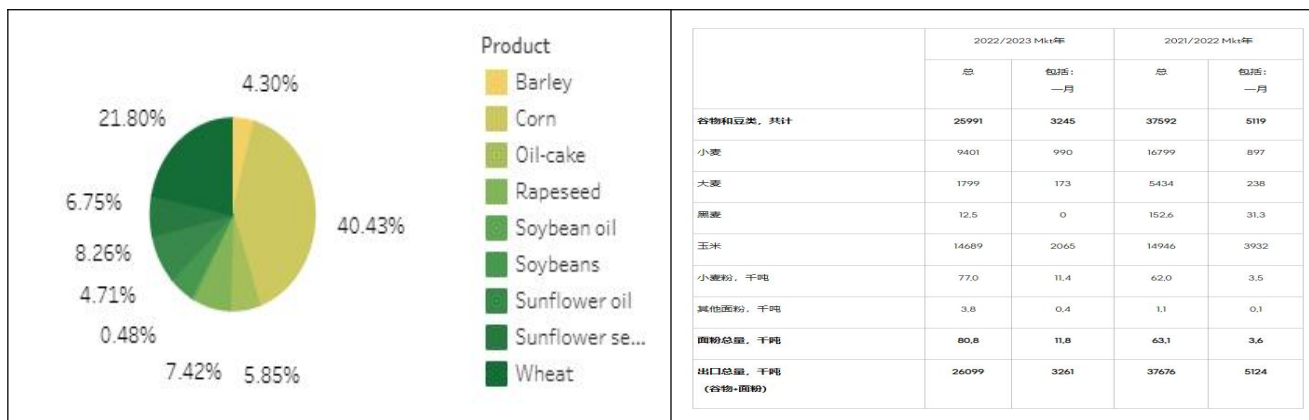 Product
Barley
Corn
Oil-cake
Rapeseed
Soybean oil
Soybeans
Sunflower oil
Sunflower se...
Wheat
4.30%
40.43%
5.85%
7.42%
0.48%
4.71%
8.26%
6.75%
21.80%
2022/2023 Mkt年 2021/2022 Mkt年
总 包括: 一月 总 包括: 一月
谷物和豆类，共计 25991 3245 37592 5119
小麦 9401 990 16799 897
大麦 1799 173 5434 238
黑麦 12,5 0 152,6 31,3
玉米 14689 2065 14946 3932
小麦粉，千吨 77,0 11,4 62,0 3,5
其他面粉，千吨 3,8 0,4 1,1 0,1
面粉总量，千吨 80,8 11,8 63,1 3,6
出口总量，千吨 26099 3261 37676 5124
(谷物+面粉)